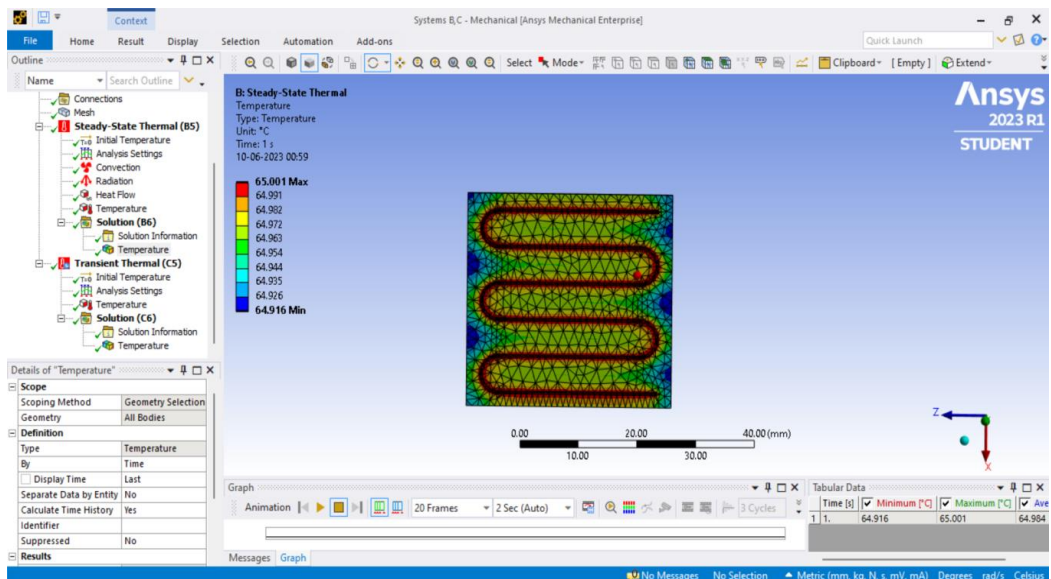 Context
Systems B,C - Mechanical [Ansys Mechanical Enterprise]
File Home Result Display Selection Automation Add-ons
Quick Launch
Outline
Name Search Outline
Select Mode Clipboard [Empty] Extend
Connections
Mesh
Steady-State Thermal (B5)
Initial Temperature
Analysis Settings
Convection
Radiation
Heat Flow
Temperature
Solution (B6)
Solution Information
Temperature
Transient Thermal (C5)
Initial Temperature
Analysis Settings
Temperature
Solution (C6)
Solution Information
Temperature
B: Steady-State Thermal
Temperature
Type: Temperature
Unit: °C
Time: 1 s
10-06-2023 00:59
65.001 Max
64.991
64.982
64.972
64.963
64.954
64.944
64.935
64.926
64.916 Min
Ansys
2023 R1
STUDENT
0.00 20.00 40.00 (mm)
10.00 30.00
Z
X
Details of "Temperature"
Scope
Scoping Method Geometry Selection
Geometry All Bodies
Definition
Type Temperature
By Time
Display Time Last
Separate Data by Entity No
Calculate Time History Yes
Identifier
Suppressed No
Results
Graph
Animation 20 Frames 2 Sec (Auto) 3 Cycles
Messages Graph
Tabular Data
Time [s] Minimum [°C] Maximum [°C] Ave
1 1. 64.916 65.001 64.984
No Messages No Selection Metric (mm, kg, N, s, mV, mA) Degrees rad/s Celsius